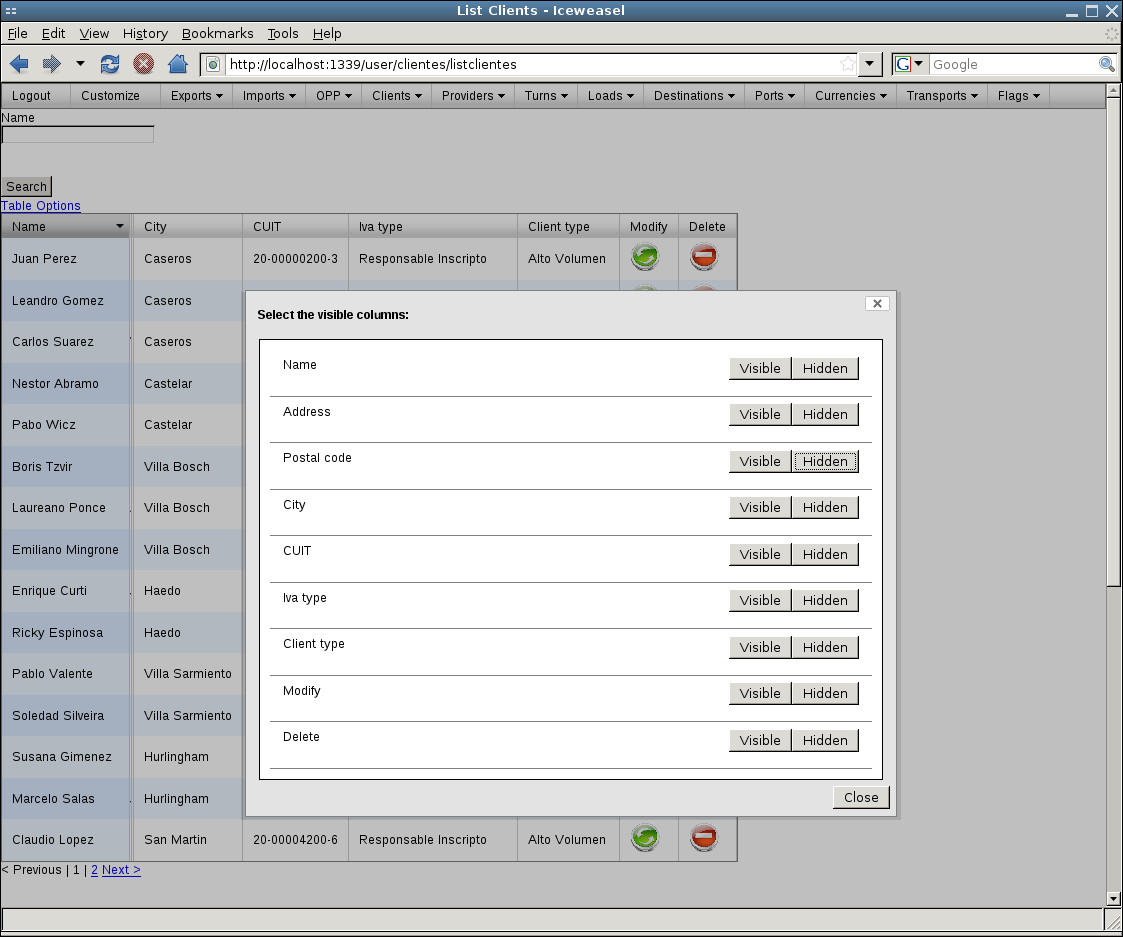 List Clients - Iceweasel
File Edit View History Bookmarks Tools Help
http://localhost:1339/user/clientes/listclientes G Google
Logout Customize Exports Imports OPP Clients Providers Turns Loads Destinations Ports Currencies Transports Flags
Name
Search
Table Options
Name City CUIT Iva type Client type Modify Delete
Juan Perez Caseros 20-00000200-3 Responsable Inscripto Alto Volumen
Leandro Gomez Caseros
Carlos Suarez Caseros
Nestor Abramo Castelar
Pabo Wicz Castelar
Boris Tzvir Villa Bosch
Laureano Ponce Villa Bosch
Emiliano Mingrone Villa Bosch
Enrique Curti Haedo
Ricky Espinosa Haedo
Pablo Valente Villa Sarmiento
Soledad Silveira Villa Sarmiento
Susana Gimenez Hurlingham
Marcelo Salas Hurlingham
Claudio Lopez San Martin 20-00004200-6 Responsable Inscripto Alto Volumen
< Previous | 1 | 2 Next >
Select the visible columns:
Name Visible Hidden
Address Visible Hidden
Postal code Visible Hidden
City Visible Hidden
CUIT Visible Hidden
Iva type Visible Hidden
Client type Visible Hidden
Modify Visible Hidden
Delete Visible Hidden
Close